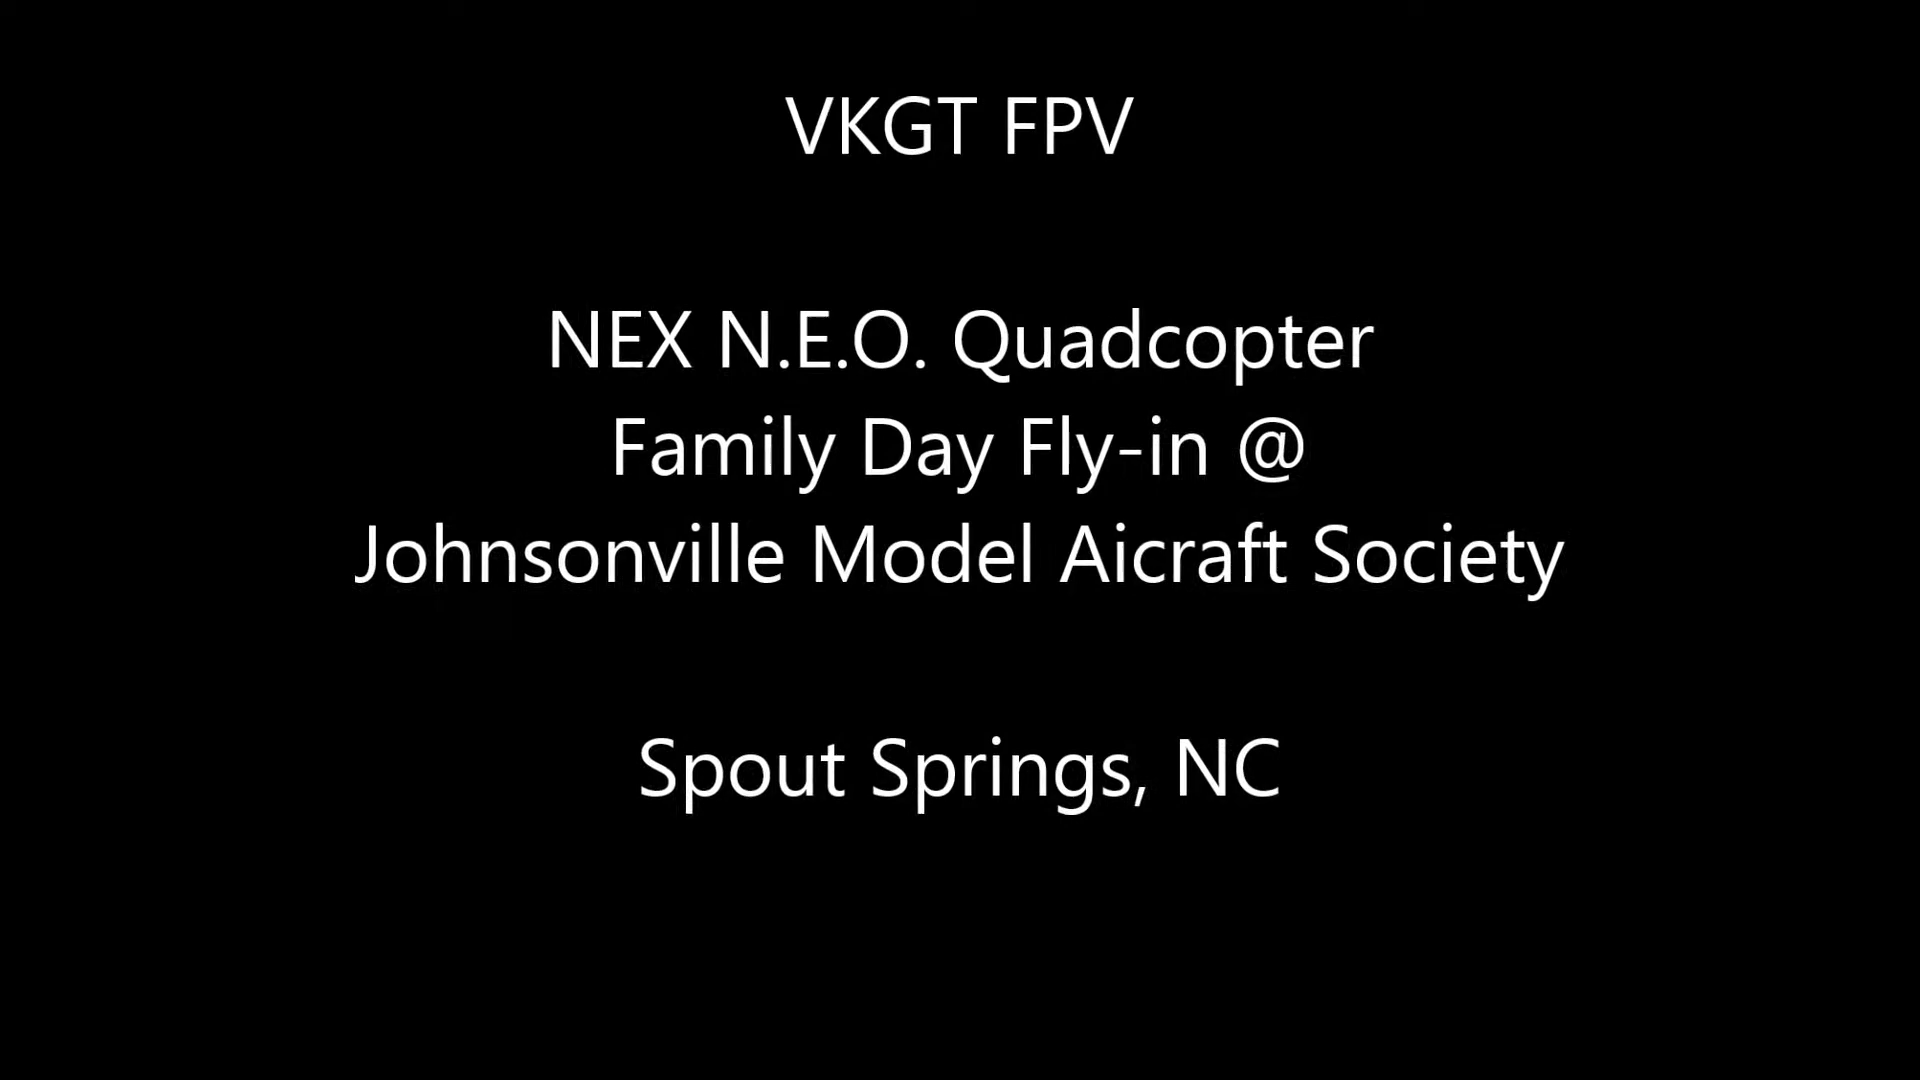 VKGT FPV
NEX N.E.O. Quadcopter
Family Day Fly-in @
Johnsonville Model Aicraft Society
Spout Springs, NC